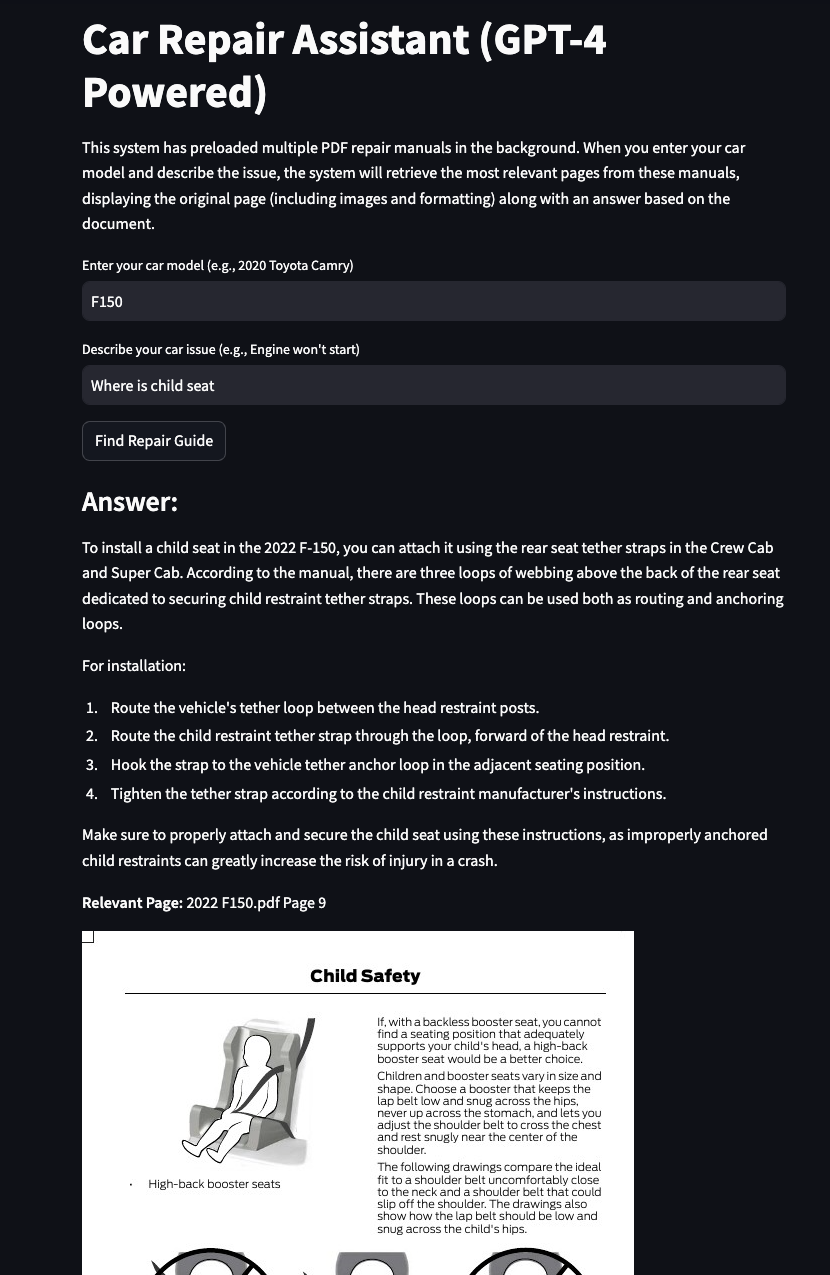 Car Repair Assistant (GPT-4
Powered)
This system has preloaded multiple PDF repair manuals in the background. When you enter your car
model and describe the issue, the system will retrieve the most relevant pages from these manuals,
displaying the original page (including images and formatting) along with an answer based on the
document.
Enter your car model (e.g., 2020 Toyota Camry)
F150
Describe your car issue (e.g., Engine won't start)
Where is child seat
Find Repair Guide
Answer:
To install a child seat in the 2022 F-150, you can attach it using the rear seat tether straps in the Crew Cab
and Super Cab. According to the manual, there are three loops of webbing above the back of the rear seat
dedicated to securing child restraint tether straps. These loops can be used both as routing and anchoring
loops.
For installation:
1. Route the vehicle's tether loop between the head restraint posts.
2. Route the child restraint tether strap through the loop, forward of the head restraint.
3. Hook the strap to the vehicle tether anchor loop in the adjacent seating position.
4. Tighten the tether strap according to the child restraint manufacturer's instructions.
Make sure to properly attach and secure the child seat using these instructions, as improperly anchored
child restraints can greatly increase the risk of injury in a crash.
Relevant Page: 2022 F150.pdf Page 9
Child Safety
· High-back booster seats
If, with a backless booster seat, you cannot
find a seating position that adequately
supports your child's head, a high-back
booster seat would be a better choice.
Children and booster seats vary in size and
shape. Choose a booster that keeps the
lap belt low and snug across the hips,
never up across the stomach, and lets you
adjust the shoulder belt to cross the chest
and rest snugly near the center of the
shoulder.
The following drawings compare the ideal
fit to a shoulder belt uncomfortably close
to the neck and a shoulder belt that could
slip off the shoulder. The drawings also
show how the lap belt should be low and
snug across the child's hips.